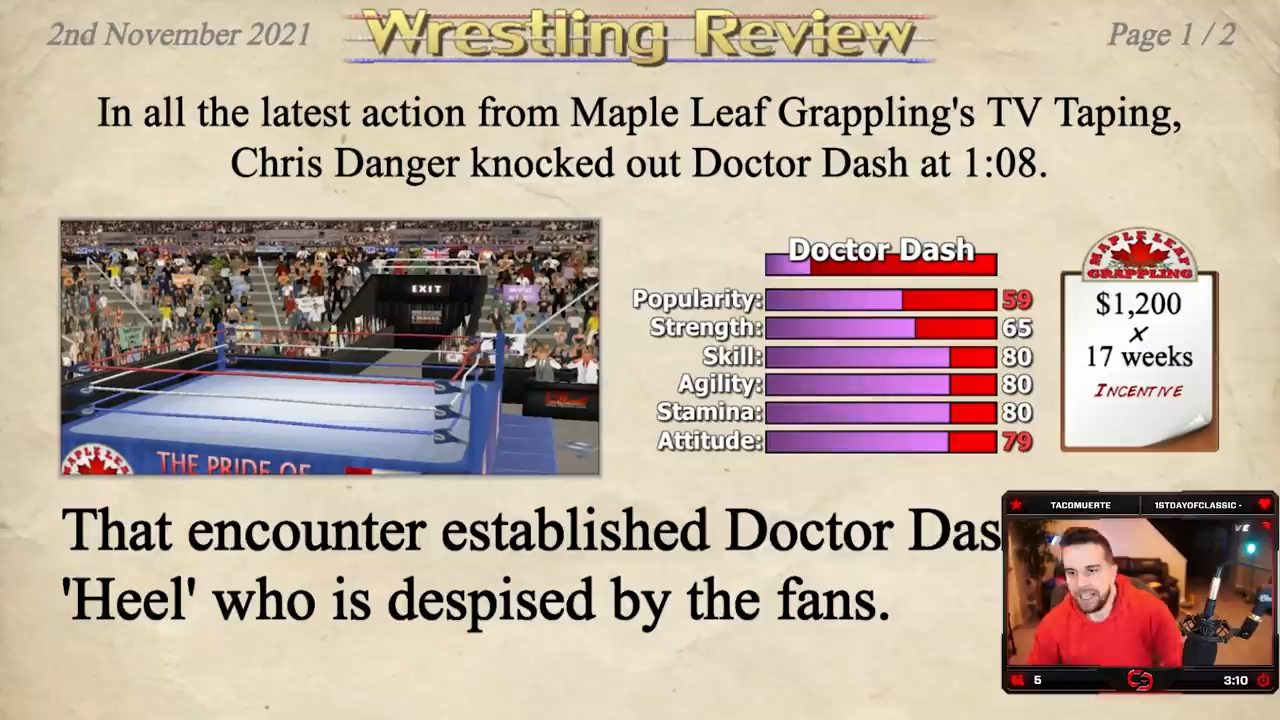 2nd November 2021
Wrestling Review
Page 1 / 2
In all the latest action from Maple Leaf Grappling's TV Taping,
Chris Danger knocked out Doctor Dash at 1:08.
EXIT
MAPLE LEAF
THE PRIDE OF
Doctor Dash
Popularity: 59
Strength: 65
Skill: 80
Agility: 80
Stamina: 80
Attitude: 79
MAPLE LEAF
GRAPPLING
$1,200
x
17 weeks
INCENTIVE
That encounter established Doctor Das
'Heel' who is despised by the fans.
TACOMUERTE
1STDAYOFCLASSIC -
5
3:10